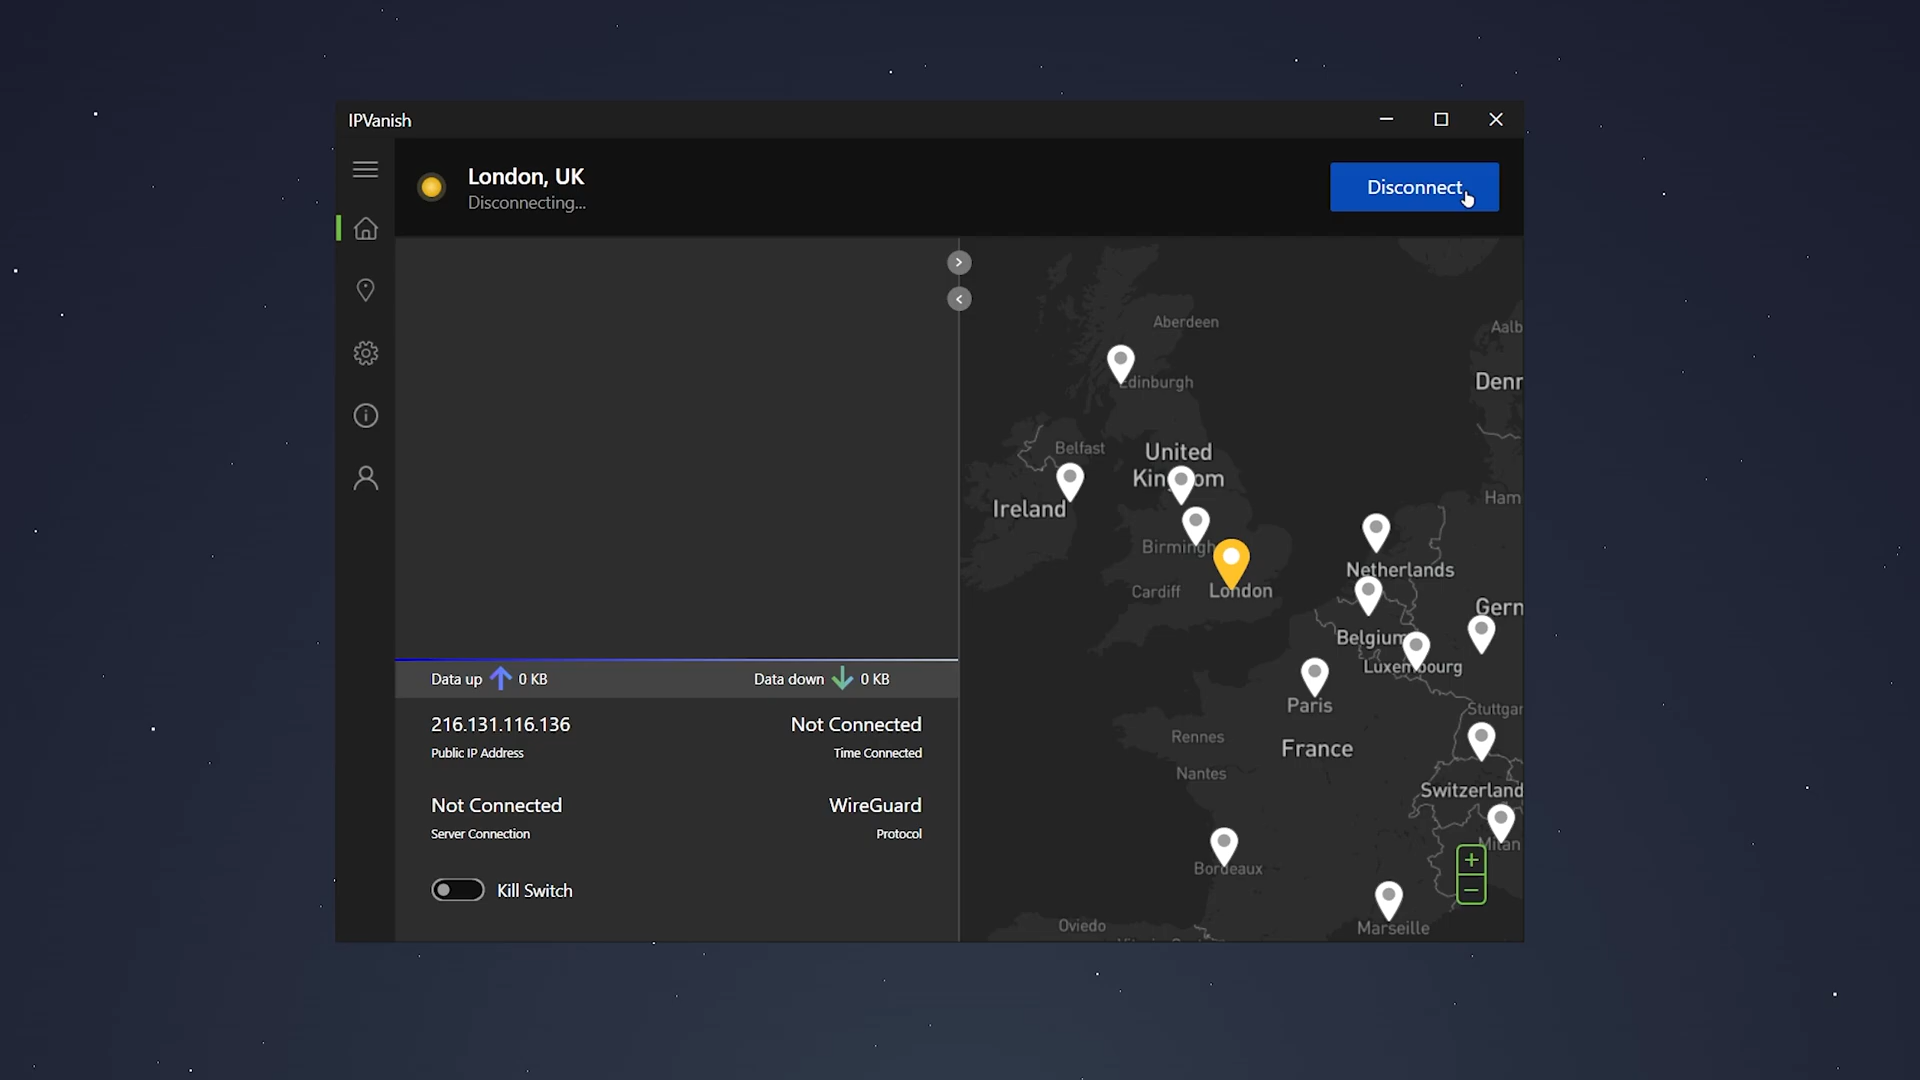 IPVanish
London, UK
Disconnecting...
Disconnect
Data up 0 KB
Data down 0 KB
216.131.116.136
Public IP Address
Not Connected
Time Connected
Not Connected
Server Connection
WireGuard
Protocol
Kill Switch
Aberdeen
Aalb
Edinburgh
Denr
Belfast
United
Kingdom
Ham
Ireland
Birmingh
Netherlands
Cardiff
London
Gern
Belgium
Luxembourg
Paris
Stuttgar
Rennes
France
Nantes
Switzerland
Milan
Bordeaux
Oviedo
Marseille